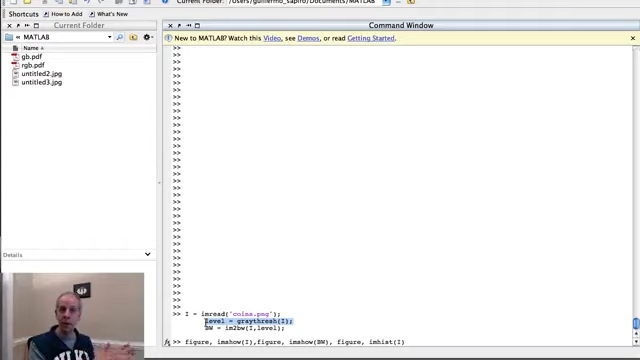 Current Folder: /Users/guillermo_sapiro/Documents/MATLAB
Shortcuts How to Add What's New
Current Folder
Command Window
MATLAB
New to MATLAB? Watch this Video, see Demos, or read Getting Started.
Name
gb.pdf
rgb.pdf
untitled2.jpg
untitled3.jpg
Details
>> I = imread('coins.png');
level = graythresh(I);
BW = im2bw(I,level);
>> figure, imshow(I),figure, imshow(BW), figure, imhist(I)